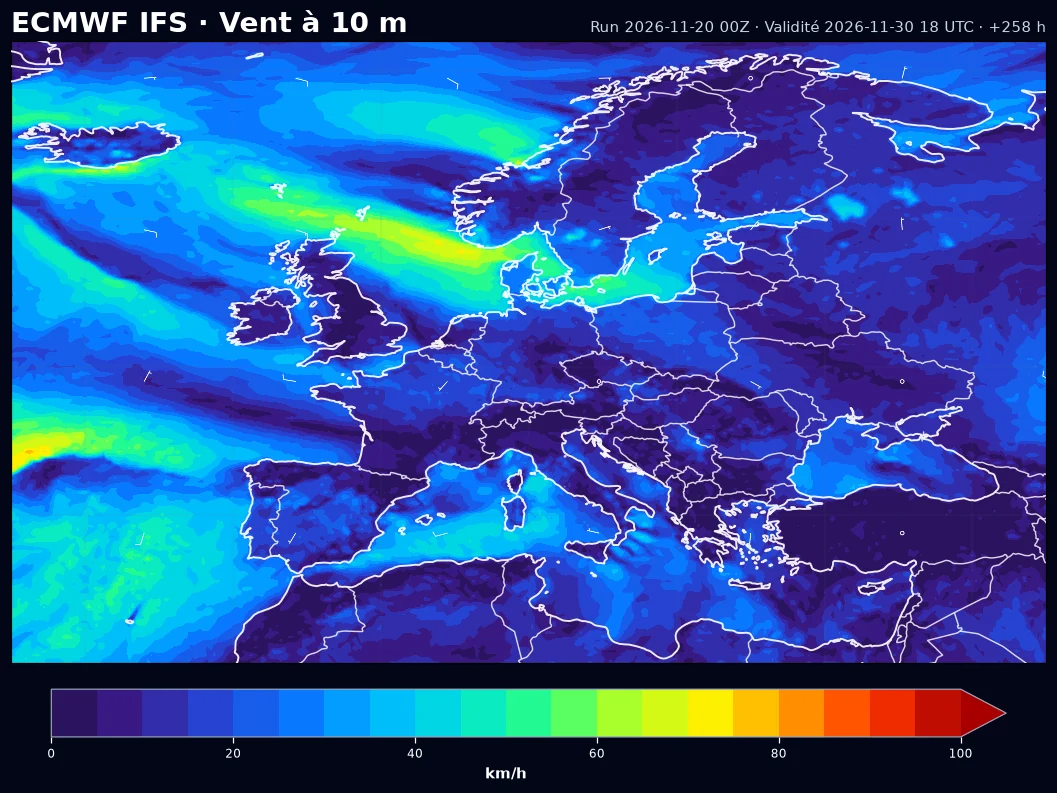 ECMWF IFS · Vent à 10 m
Run 2026-11-20 00Z · Validité 2026-11-30 18 UTC · +258 h
0 20 40 60 80 100
km/h